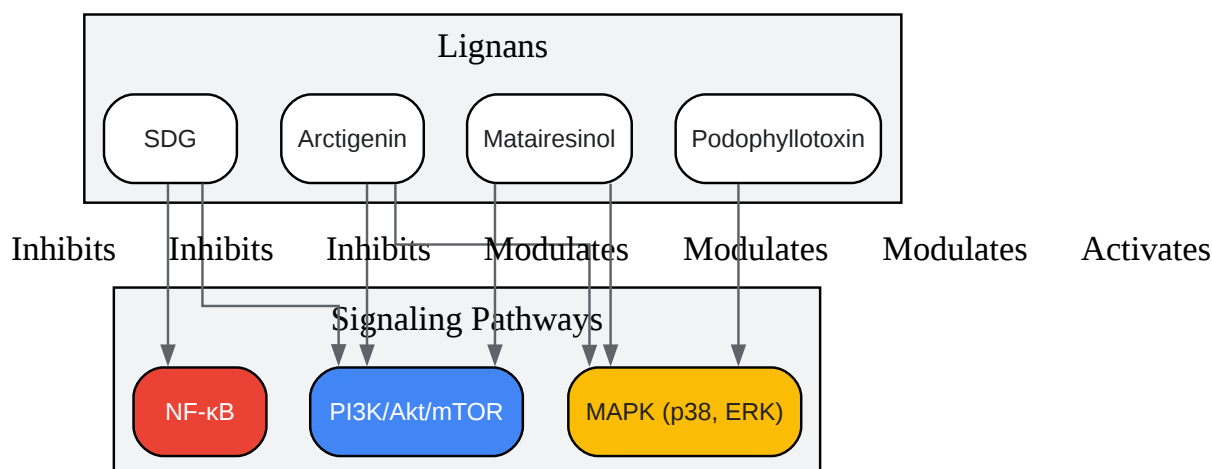 Lignans
SDG Arctigenin Matairesinol Podophyllotoxin
Inhibits Inhibits Inhibits Modulates Modulates Modulates Activates
Signaling Pathways
NF-κB PI3K/Akt/mTOR MAPK (p38, ERK)